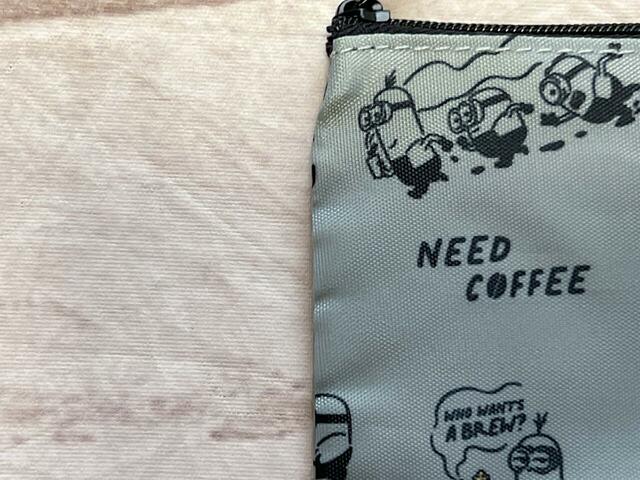 NEED
COFFEE
WHO WANTS
A BREW?